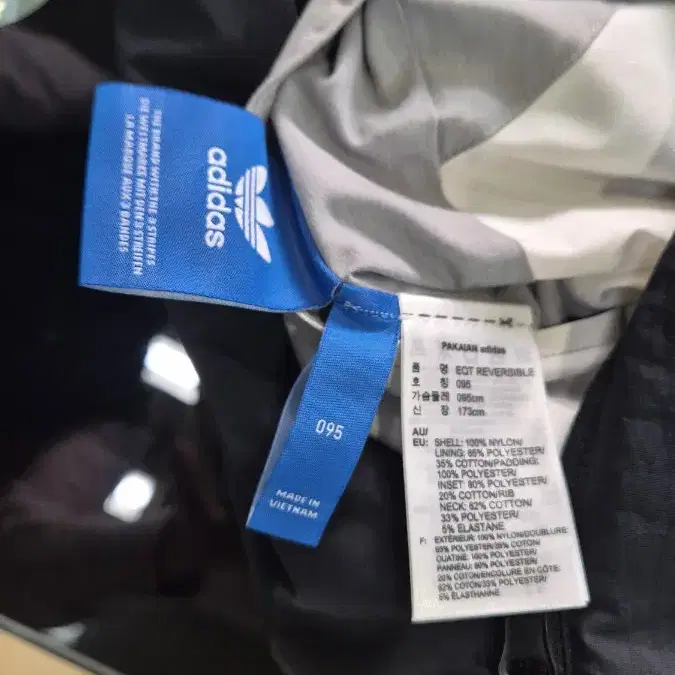 THE BRAND WITH THE 3 STRIPES
DIE WELTMARKE MIT DEN 3 STREIFEN
LA MARQUE AUX 3 BANDES
adidas
095
MADE IN
VIETNAM
PAKAIAN adidas
품 명 EQT REVERSIBLE
호 칭 095
가슴둘레 095cm
신 장 173cm
AU/
EU: SHELL: 100% NYLON/
LINING: 65% POLYESTER/
35% COTTON/PADDING:
100% POLYESTER/
INSET: 80% POLYESTER/
20% COTTON/RIB
NECK: 62% COTTON/
33% POLYESTER/
5% ELASTANE.
F: EXTÉRIEUR: 100% NYLON/DOUBLURE:
65% POLYESTER/35% COTON/
OUATINE: 100% POLYESTER/
PANNEAU: 80% POLYESTER/
20% COTON/ENCOLURE EN CÔTE:
62% COTON/33% POLYESTER/
5% ELASTHANNE